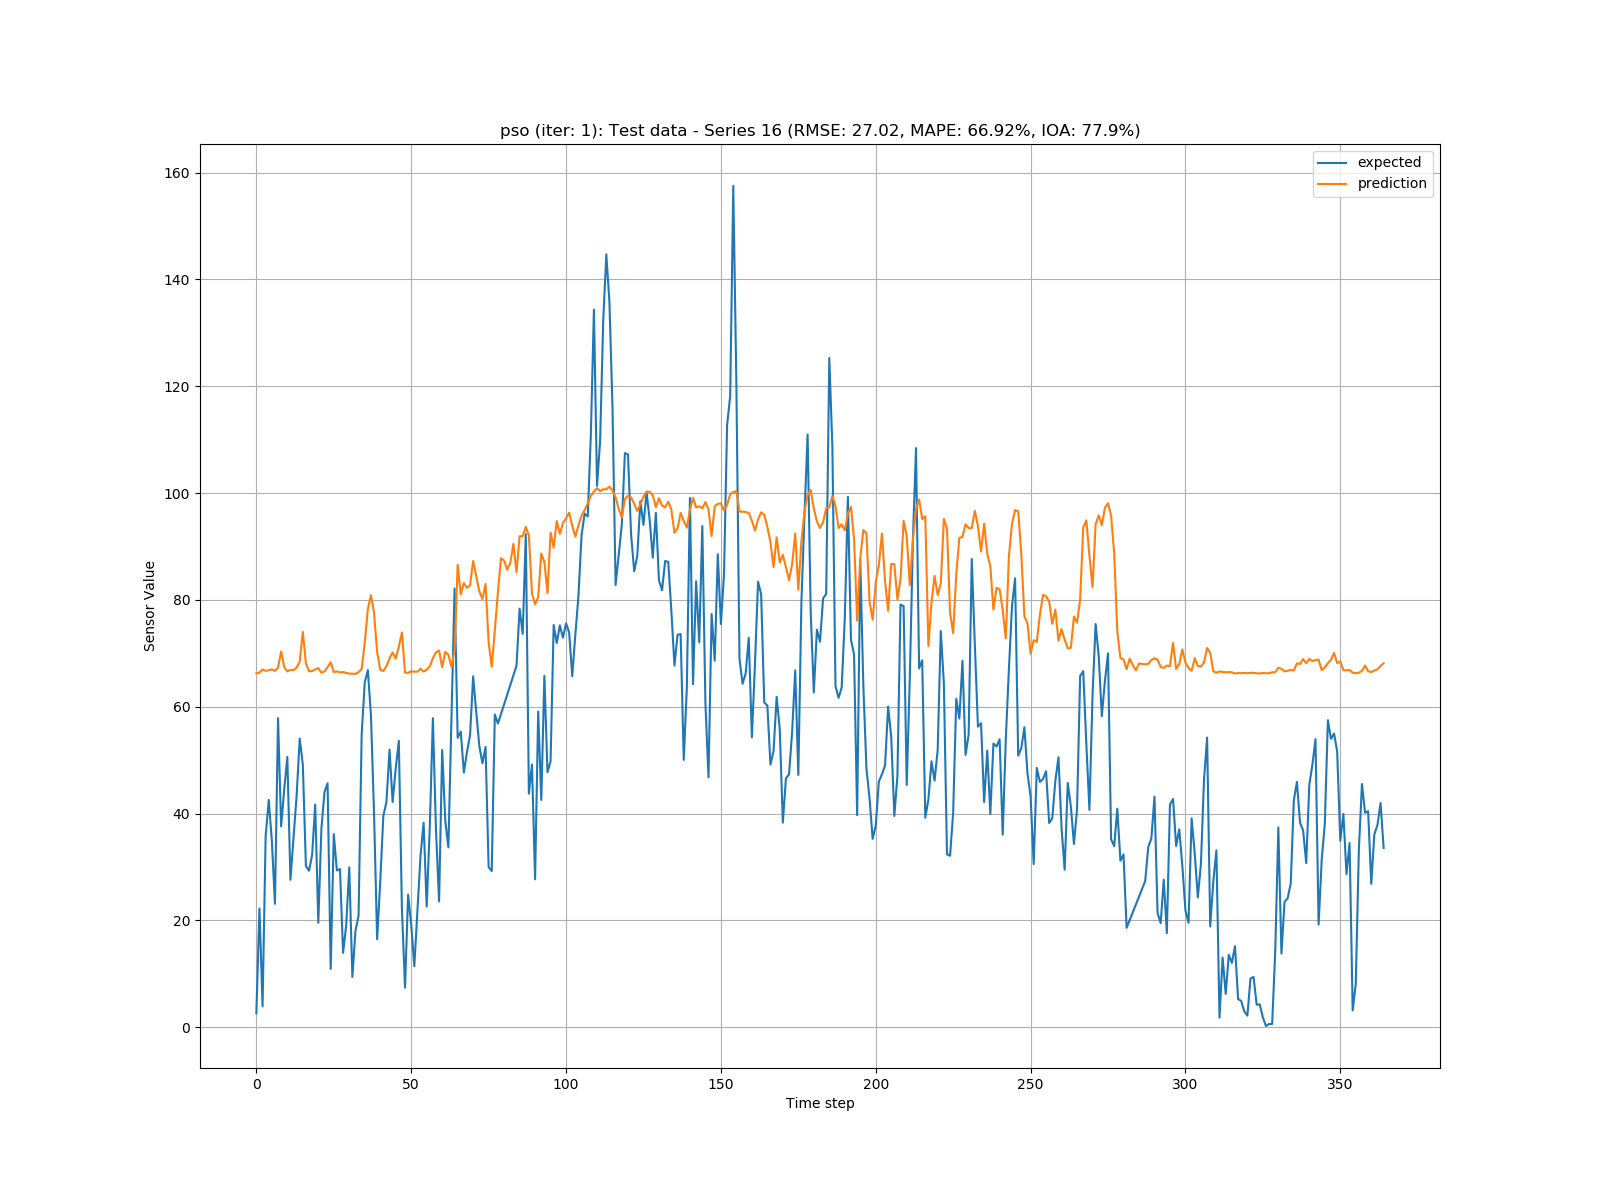 pso (iter: 1): Test data - Series 16 (RMSE: 27.02, MAPE: 66.92%, IOA: 77.9%)
expected
prediction
160
140
120
100
80
60
40
20
0
Sensor Value
0 50 100 150 200 250 300 350
Time step